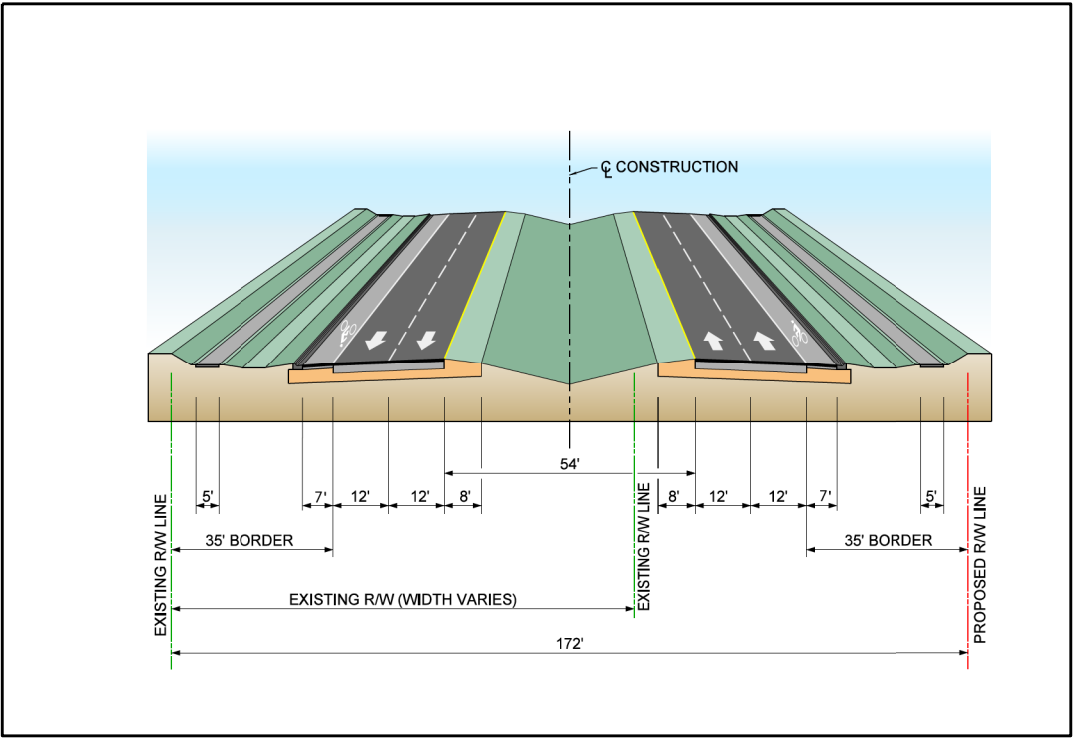 ℄ CONSTRUCTION
54'
5'
7'
12'
12'
8'
8'
12'
12'
7'
5'
35' BORDER
35' BORDER
EXISTING R/W LINE
EXISTING R/W LINE
PROPOSED R/W LINE
EXISTING R/W (WIDTH VARIES)
172'